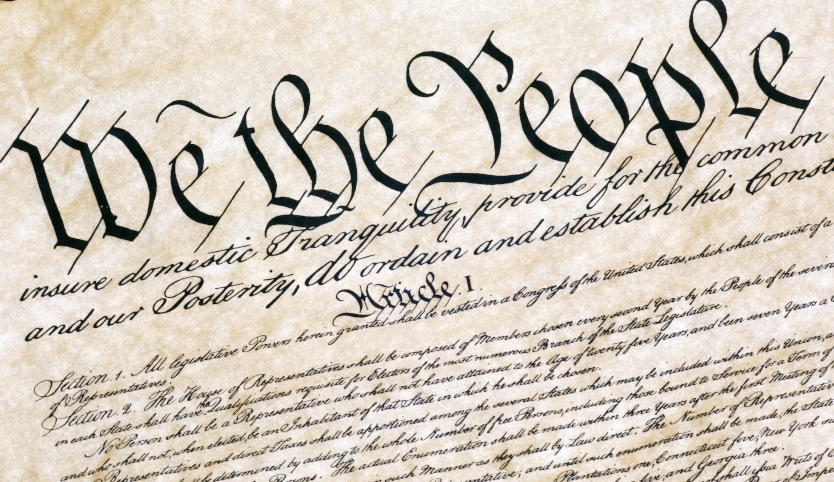 We the People
insure domestic Tranquility, provide for the common
and our Posterity, do ordain and establish this Const
Article. I.
Section. 1. All legislative Powers herein granted shall be vested in a Congress of the United States, which shall consist of a
of Representatives.
Section. 2. The House of Representatives shall be composed of Members chosen every second Year by the People of the several
in each State shall have the Qualifications requisite for Electors of the most numerous Branch of the State Legislature.
No Person shall be a Representative who shall not have attained to the Age of twenty five Years, and been seven Years a
and who shall not, when elected, be an Inhabitant of that State in which he shall be chosen.
Representatives and direct Taxes shall be apportioned among the several States which may be included within this Union, a
shall be determined by adding to the whole Number of free Persons, including those bound to Service for a Term of
Persons. The actual Enumeration shall be made within three Years after the first Meeting of
such Manner as they shall by Law direct. The Number of Representatives
Representative; and until such enumeration shall be made, the State
Plantations one, Connecticut five, New York
five, and Georgia three.
shall issue Writs of